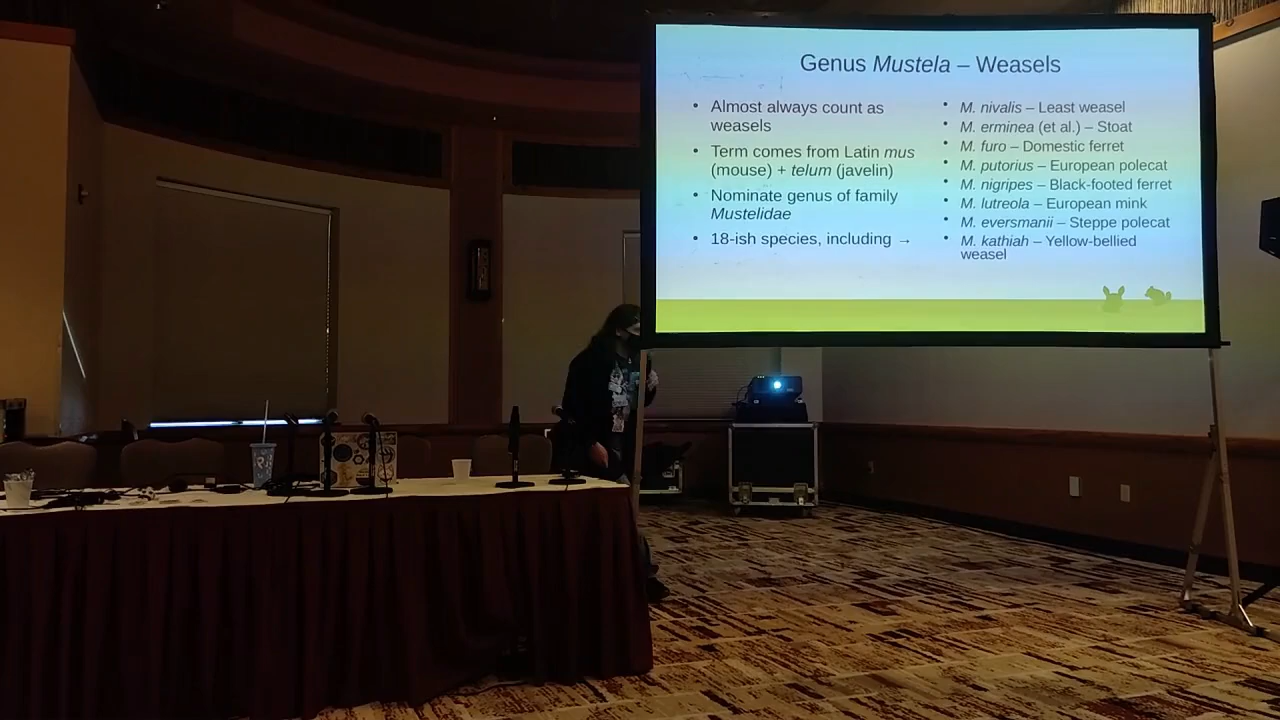 Genus Mustela – Weasels
• Almost always count as
weasels
• Term comes from Latin mus
(mouse) + telum (javelin)
• Nominate genus of family
Mustelidae
• 18-ish species, including →
• M. nivalis – Least weasel
• M. erminea (et al.) – Stoat
• M. furo – Domestic ferret
• M. putorius – European polecat
• M. nigripes – Black-footed ferret
• M. lutreola – European mink
• M. eversmanii – Steppe polecat
• M. kathiah – Yellow-bellied
weasel